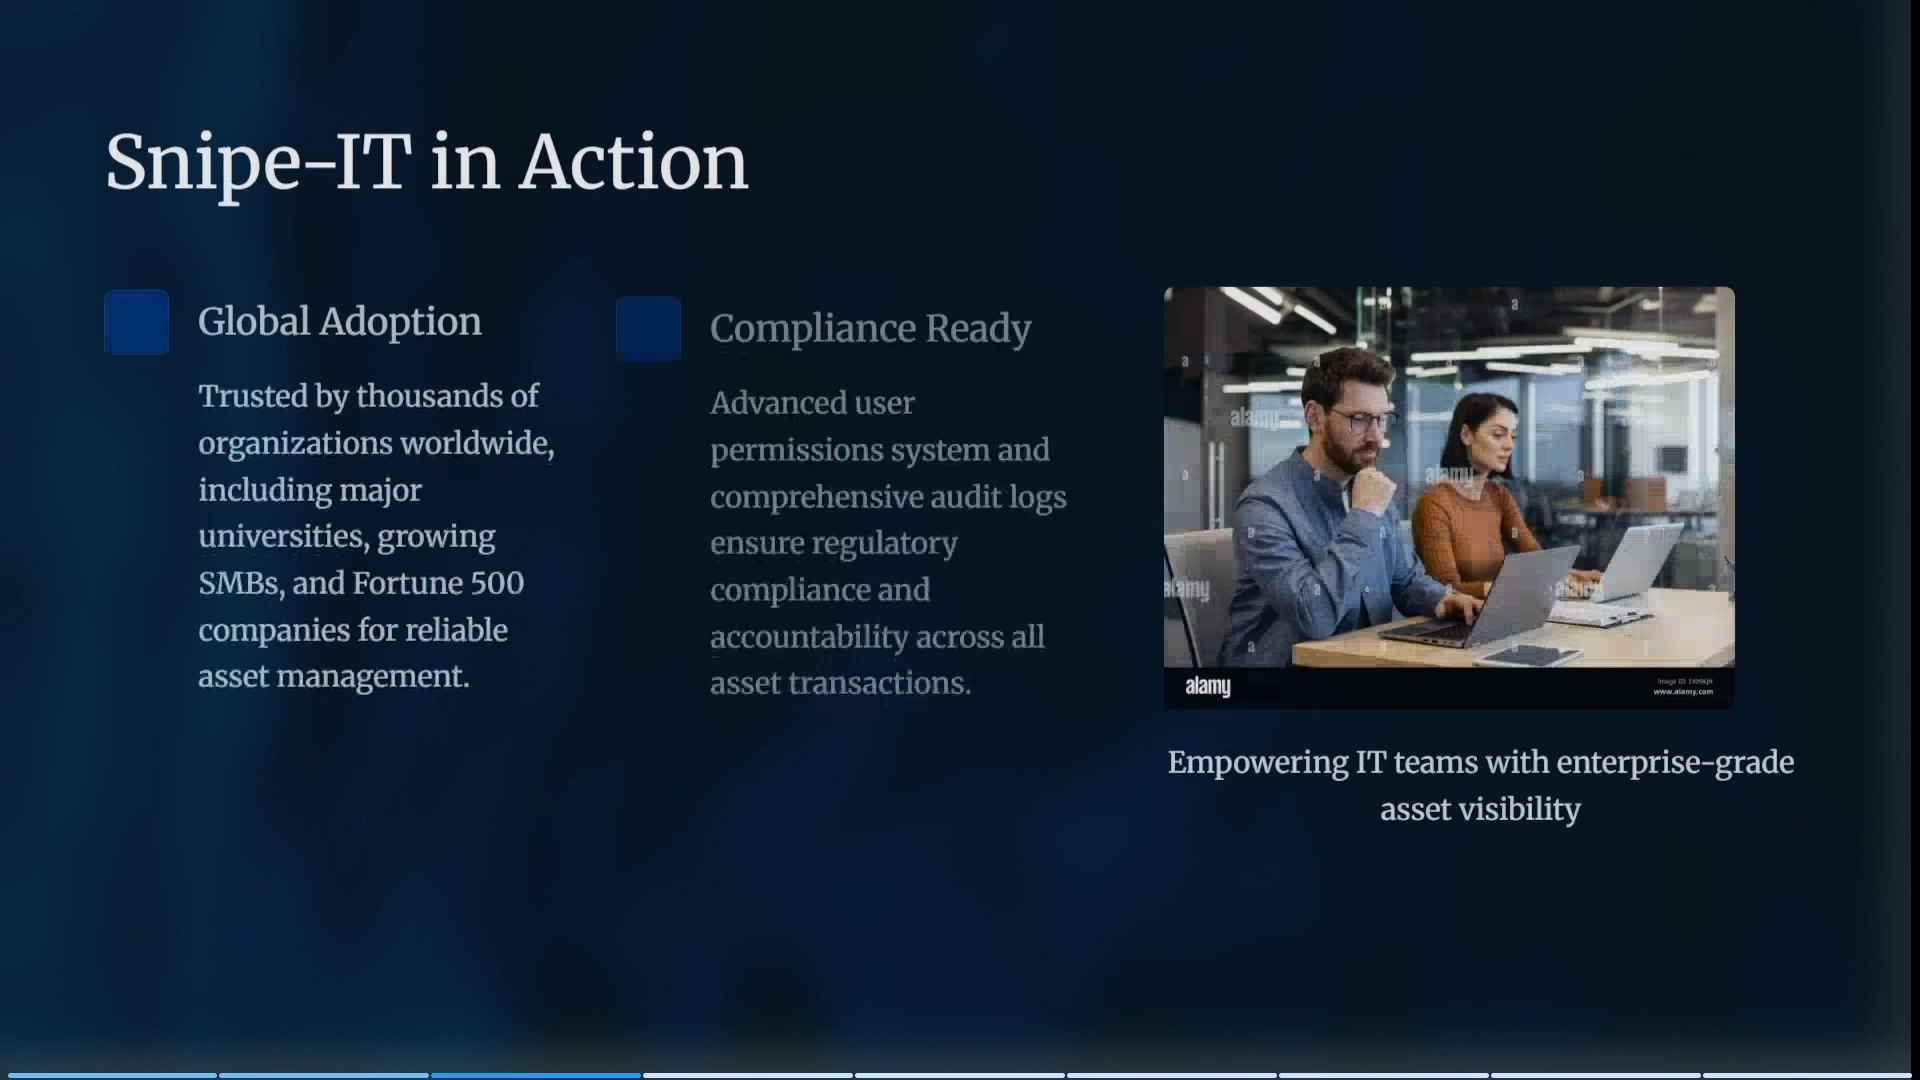 Snipe-IT in Action
Global Adoption
Trusted by thousands of
organizations worldwide,
including major
universities, growing
SMBs, and Fortune 500
companies for reliable
asset management.
Compliance Ready
Advanced user
permissions system and
comprehensive audit logs
ensure regulatory
compliance and
accountability across all
asset transactions.
a
a
a
alamy
a
a
alamy
a
a
a
alamy
a
a
alamy
a
a
a
alamy
www.alamy.com
Empowering IT teams with enterprise-grade
asset visibility